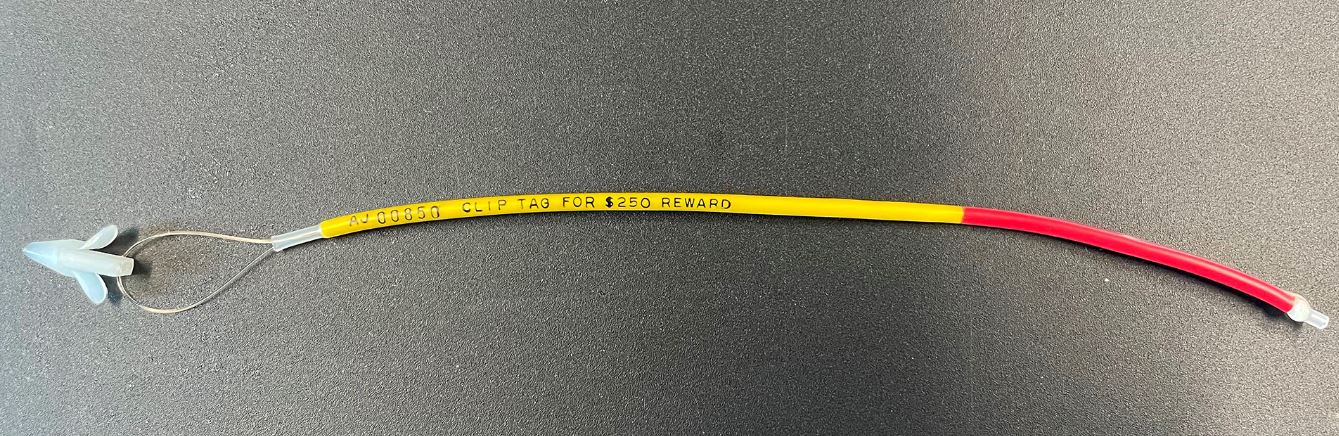 AJ 00850 CLIP TAG FOR $250 REWARD